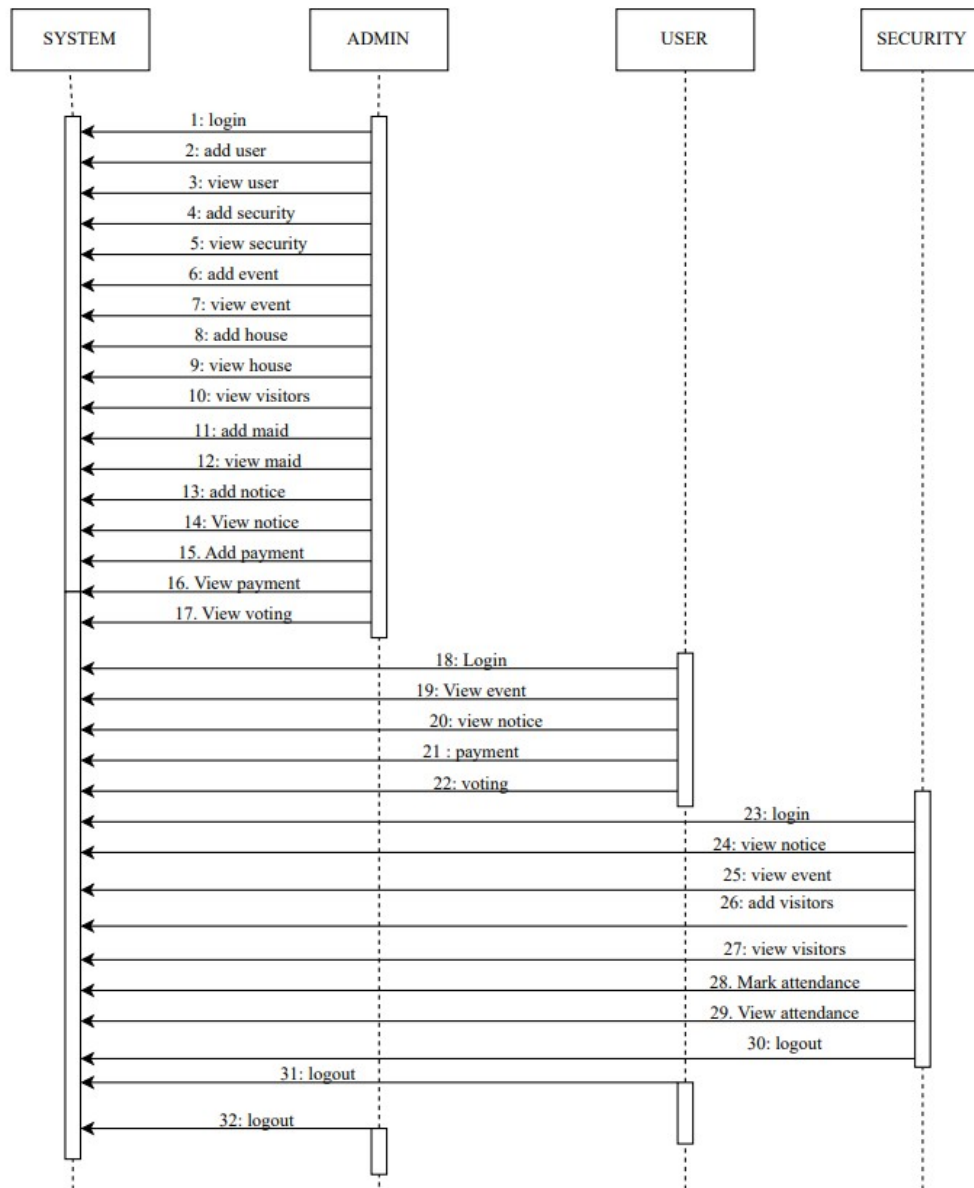 SYSTEM
ADMIN
USER
SECURITY
1: login
2: add user
3: view user
4: add security
5: view security
6: add event
7: view event
8: add house
9: view house
10: view visitors
11: add maid
12: view maid
13: add notice
14: View notice
15. Add payment
16. View payment
17. View voting
18: Login
19: View event
20: view notice
21 : payment
22: voting
23: login
24: view notice
25: view event
26: add visitors
27: view visitors
28. Mark attendance
29. View attendance
30: logout
31: logout
32: logout